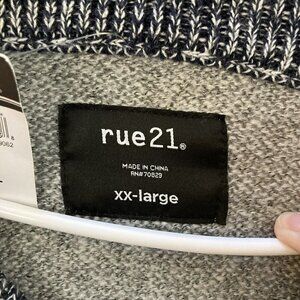 rue21®
MADE IN CHINA
RN#70829
xx-large